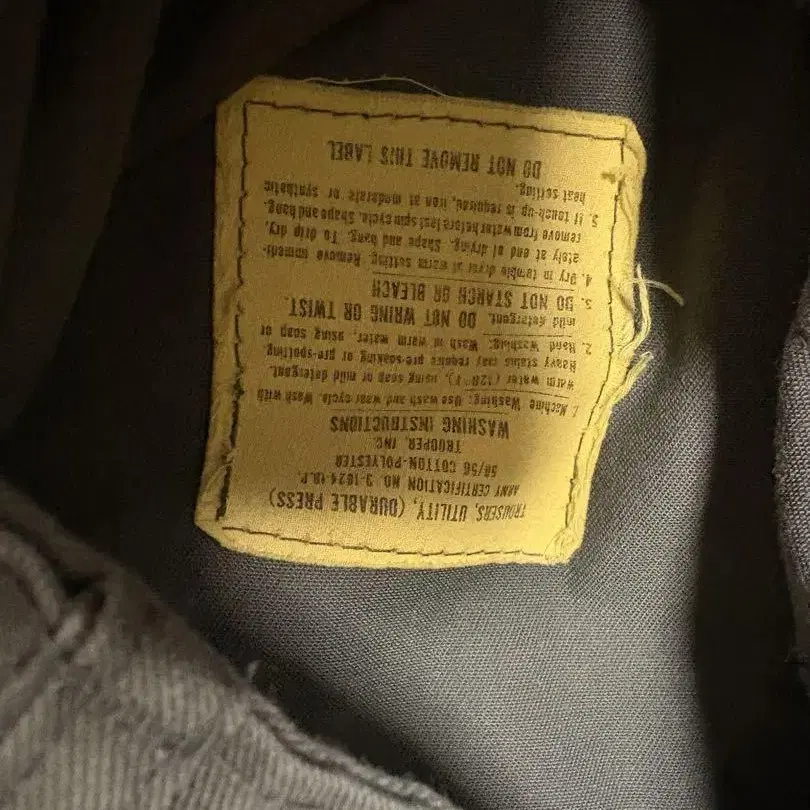 TROUSERS, UTILITY, (DURABLE PRESS)
ARMY CERTIFICATION NO. 3-1624-D.P.
50/50 COTTON-POLYESTER
TROOPER, INC.
WASHING INSTRUCTIONS
1. Machine Washing: Use wash and wear cycle. Wash with
warm water (120°F), using soap or mild detergent.
Heavy stains may require pre-soaking or pre-spotting
2. Hand Washing: Wash in warm water, using soap or
mild detergent. DO NOT WRING OR TWIST.
3. DO NOT STARCH OR BLEACH
4. Dry in tumble dryer at warm setting. Remove immedi-
ately at end of drying. Shape and hang. To drip dry,
remove from water before last spin cycle. Shape and hang.
5. If touch-up is required, iron at moderate or synthetic
heat setting.
DO NOT REMOVE THIS LABEL